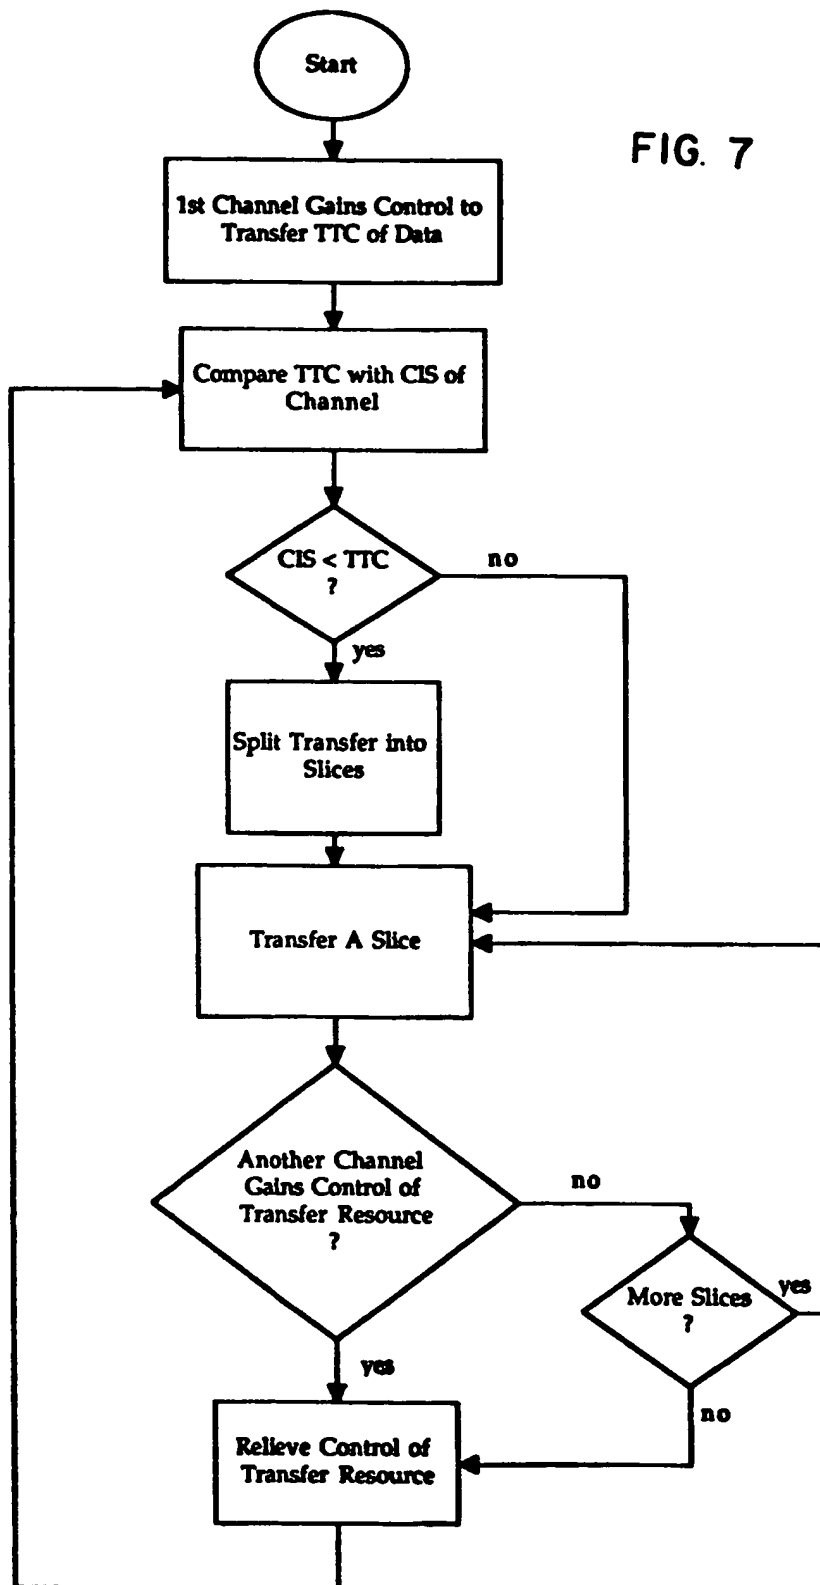 Start
FIG. 7
1st Channel Gains Control to
Transfer TTC of Data
Compare TTC with CIS of
Channel
CIS < TTC
?
no
yes
Split Transfer into
Slices
Transfer A Slice
Another Channel
Gains Control of
Transfer Resource
?
no
More Slices
?
yes
yes
no
Relieve Control of
Transfer Resource